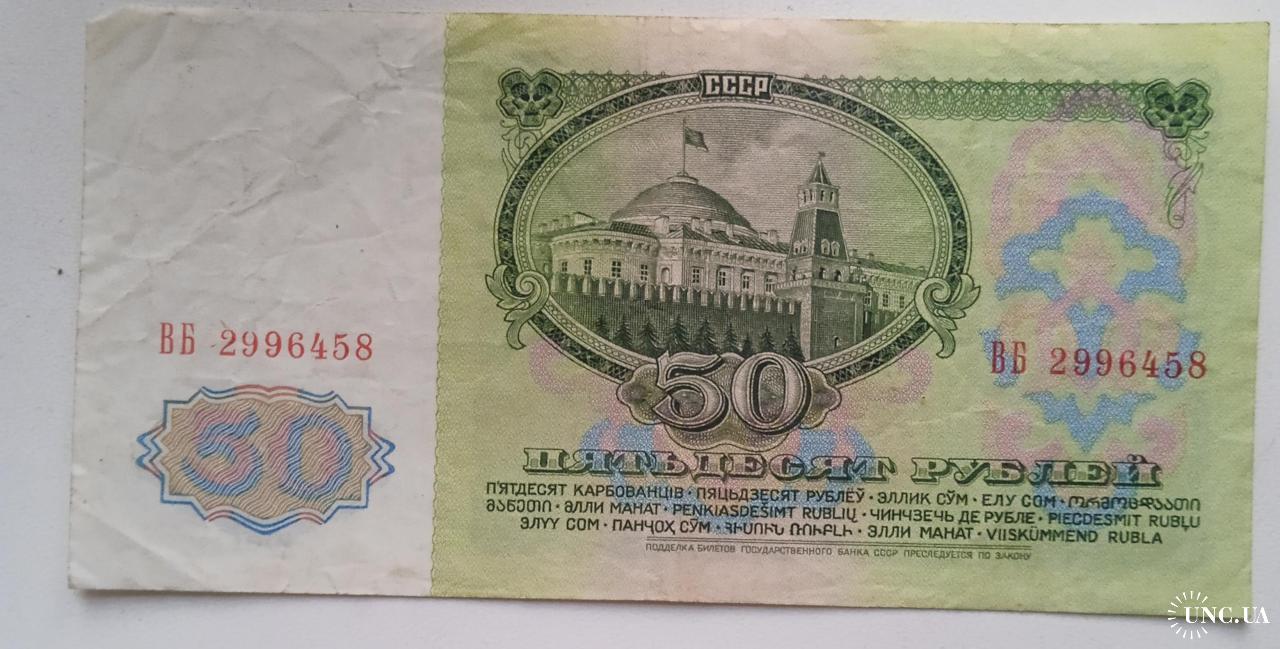 СССР
ВБ 2996458
ВБ 2996458
50
50
ПЯТЬДЕСЯТ РУБЛЕЙ
П'ЯТДЕСЯТ КАРБОВАНЦІВ · ПЯЦЬДЗЕСЯТ РУБЛЁЎ · ЭЛЛИК СЎМ · ЕЛУ СОМ · ᲝᲠᲛᲝᲪᲓᲐᲐᲗᲘ
ᲛᲐᲜᲔᲗᲘ · ӘЛЛИ МАНАТ · PENKIASDEŠIMT RUBLIŲ · ЧИНЧЗЕЧЬ ДЕ РУБЛЕ · PIECDESMIT RUBĻU
ЭЛҮҮ СОМ · ПАНҶОҲ СӮМ · ՀԻՍՈՒՆ ՌՈՒԲԼԻ · ЭЛЛИ МАНАТ · VIISKÜMMEND RUBLA
ПОДДЕЛКА БИЛЕТОВ ГОСУДАРСТВЕННОГО БАНКА СССР ПРЕСЛЕДУЕТСЯ ПО ЗАКОНУ
UNC.UA